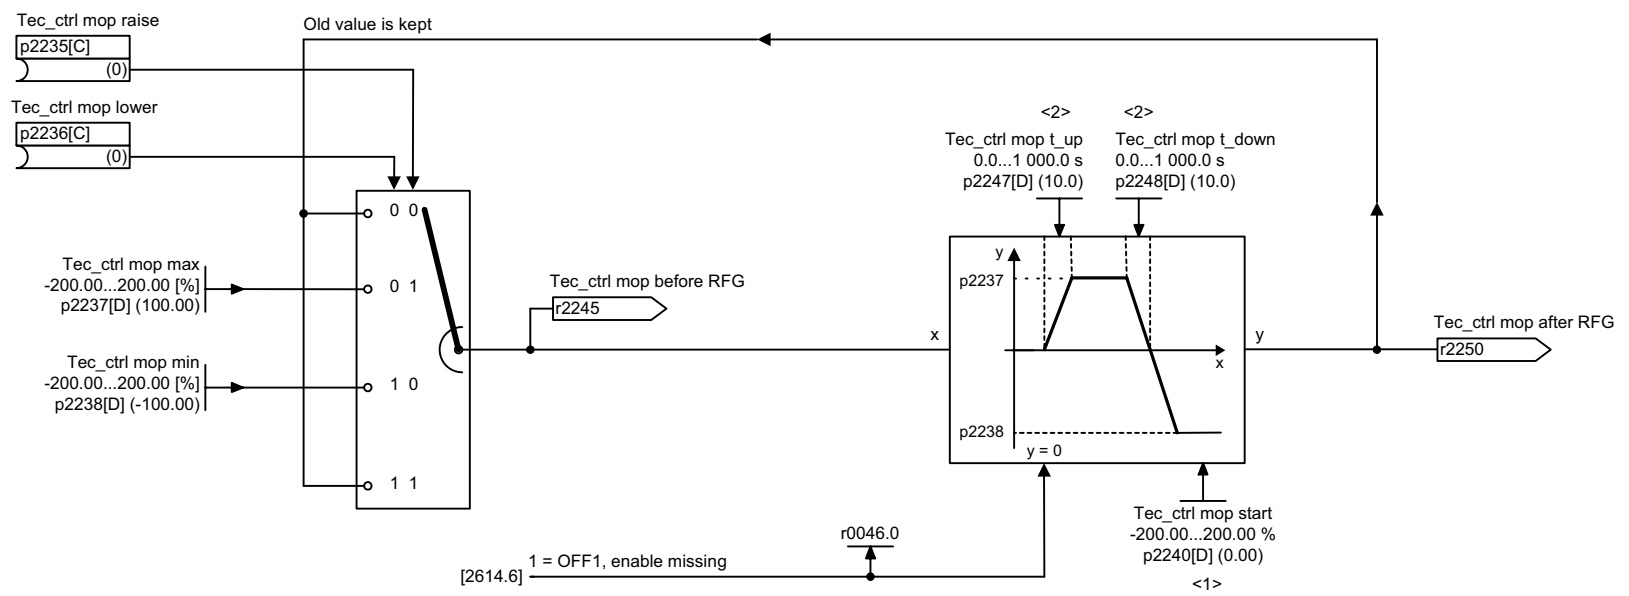 Tec_ctrl mop raise
p2235[C]
(0)
Old value is kept
Tec_ctrl mop lower
p2236[C]
(0)
0 0
0 1
1 0
1 1
Tec_ctrl mop max
-200.00...200.00 [%]
p2237[D] (100.00)
Tec_ctrl mop min
-200.00...200.00 [%]
p2238[D] (-100.00)
Tec_ctrl mop before RFG
r2245
<2>
Tec_ctrl mop t_up
0.0...1 000.0 s
p2247[D] (10.0)
<2>
Tec_ctrl mop t_down
0.0...1 000.0 s
p2248[D] (10.0)
x
y
p2237
x
p2238
y = 0
y
Tec_ctrl mop after RFG
r2250
Tec_ctrl mop start
-200.00...200.00 %
p2240[D] (0.00)
<1>
r0046.0
1 = OFF1, enable missing
[2614.6]